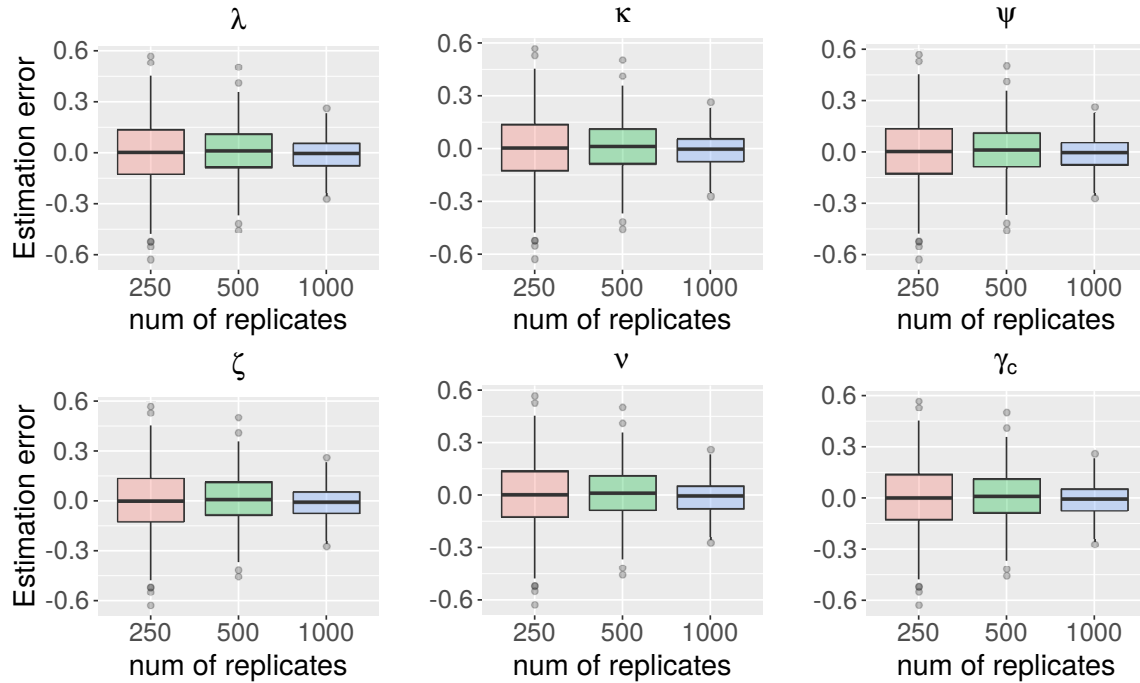 λ κ ψ
Estimation error
0.6 0.6 0.6
0.3 0.3 0.3
0.0 0.0 0.0
-0.3 -0.3 -0.3
-0.6 -0.6 -0.6
250 500 1000 250 500 1000 250 500 1000
num of replicates num of replicates num of replicates
ζ ν γc
Estimation error
0.6 0.6 0.6
0.3 0.3 0.3
0.0 0.0 0.0
-0.3 -0.3 -0.3
-0.6 -0.6 -0.6
250 500 1000 250 500 1000 250 500 1000
num of replicates num of replicates num of replicates